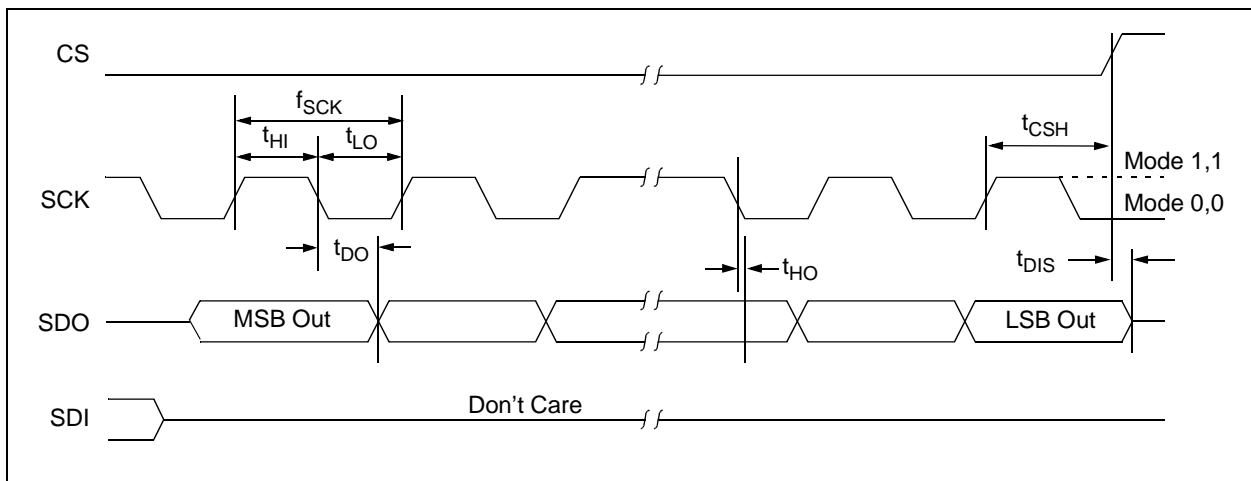 CS
fSCK
tHI
tLO
tCSH
Mode 1,1
SCK
Mode 0,0
tDO
tHO
tDIS
SDO
MSB Out
LSB Out
SDI
Don't Care